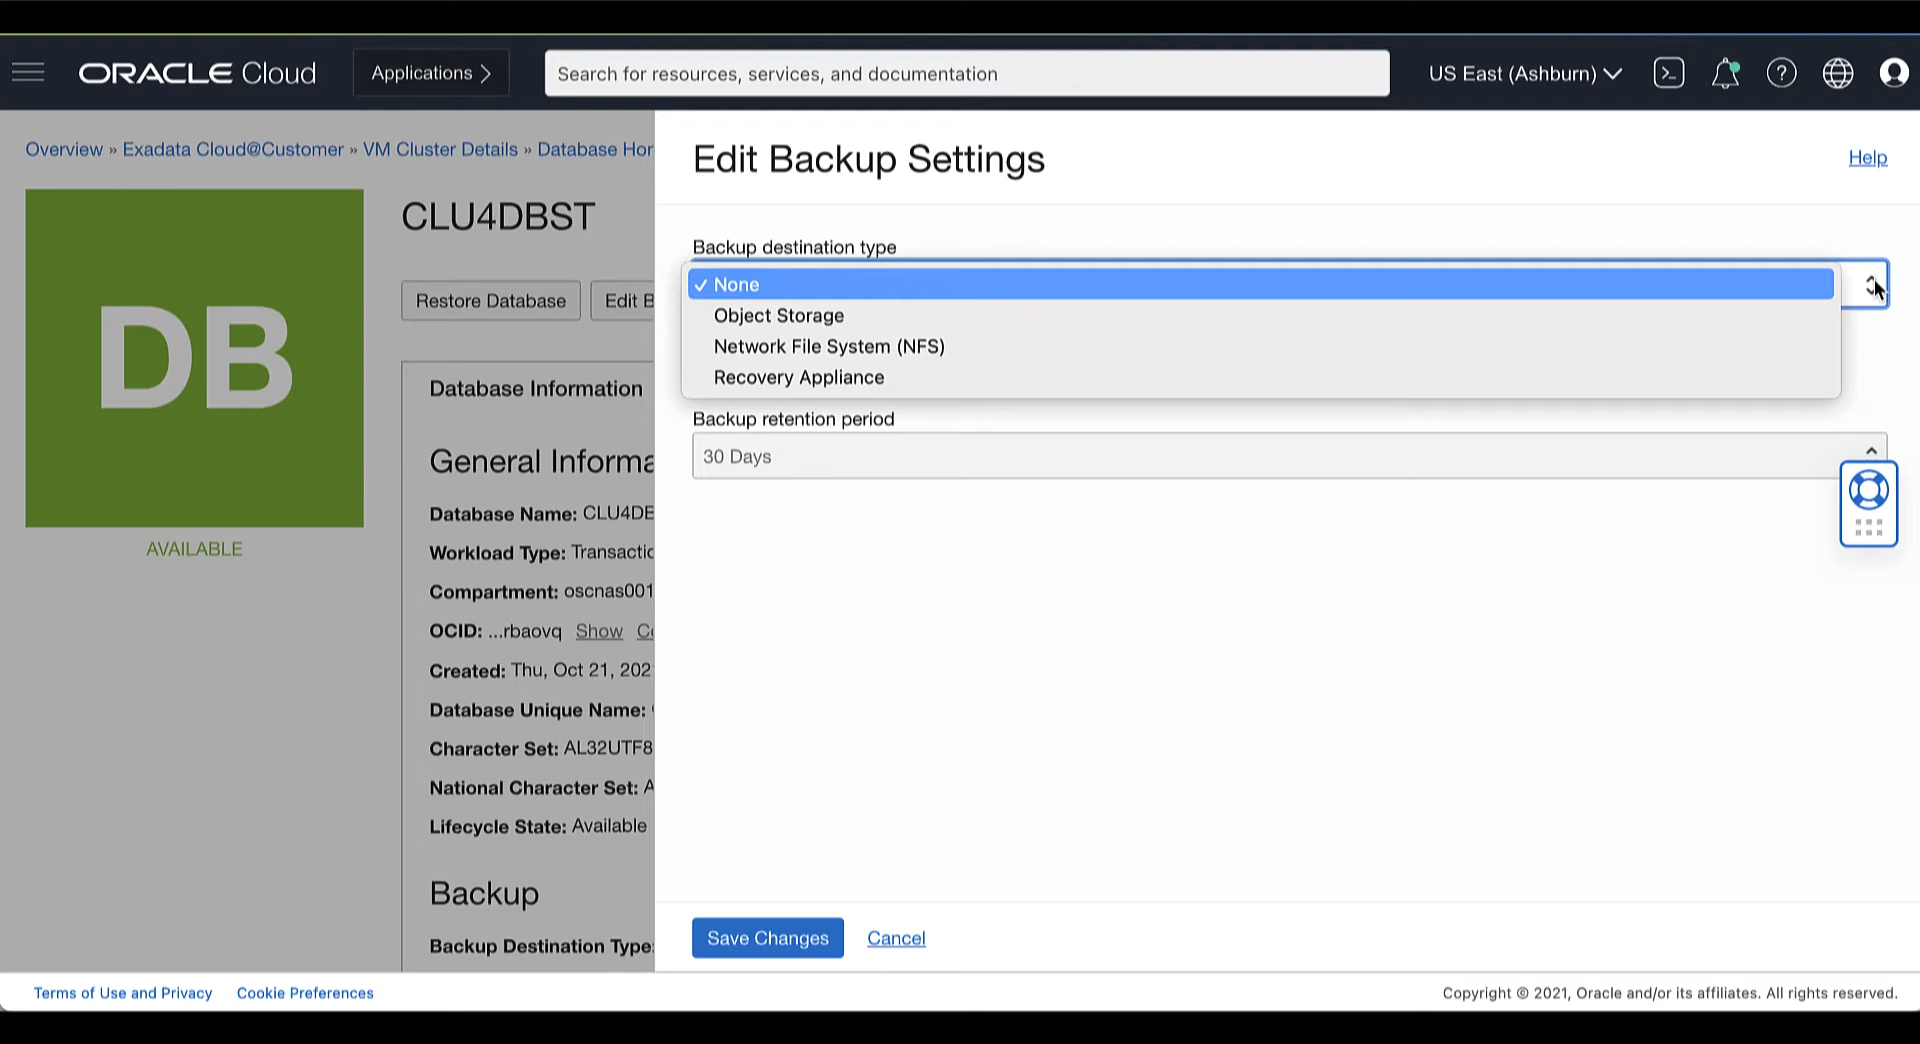 ORACLE Cloud
Applications
Search for resources, services, and documentation
US East (Ashburn)
Overview » Exadata Cloud@Customer » VM Cluster Details » Database Hor
DB
AVAILABLE
CLU4DBST
Restore Database
Edit B
Database Information
General Informa
Database Name: CLU4DE
Workload Type: Transactio
Compartment: oscnas001
OCID: ...rbaovq Show Co
Created: Thu, Oct 21, 202
Database Unique Name:
Character Set: AL32UTF8
National Character Set: A
Lifecycle State: Available
Backup
Backup Destination Type:
Edit Backup Settings
Help
Backup destination type
✓ None
Object Storage
Network File System (NFS)
Recovery Appliance
Backup retention period
30 Days
Save Changes
Cancel
Terms of Use and Privacy
Cookie Preferences
Copyright © 2021, Oracle and/or its affiliates. All rights reserved.